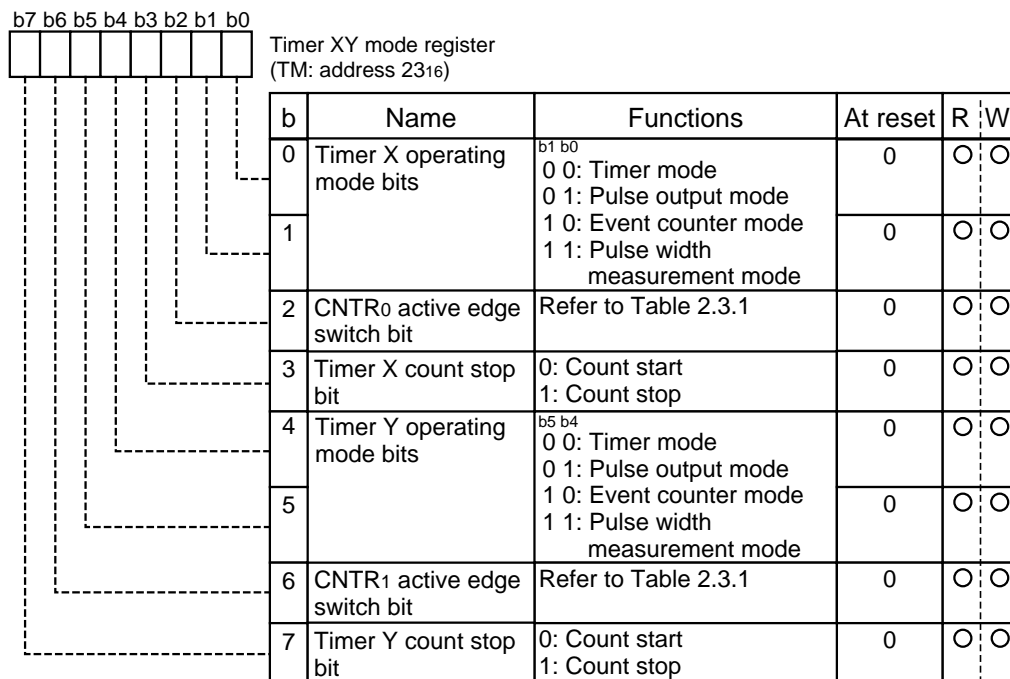 b7 b6 b5 b4 b3 b2 b1 b0
Timer XY mode register
(TM: address 2316)
b Name Functions At reset R W
0 Timer X operating mode bits
b1 b0
0 0: Timer mode
0 1: Pulse output mode
1 0: Event counter mode
1 1: Pulse width
measurement mode
0
1
0
2 CNTR0 active edge switch bit
Refer to Table 2.3.1
0
3 Timer X count stop bit
0: Count start
1: Count stop
0
4 Timer Y operating mode bits
b5 b4
0 0: Timer mode
0 1: Pulse output mode
1 0: Event counter mode
1 1: Pulse width
measurement mode
0
5
0
6 CNTR1 active edge switch bit
Refer to Table 2.3.1
0
7 Timer Y count stop bit
0: Count start
1: Count stop
0